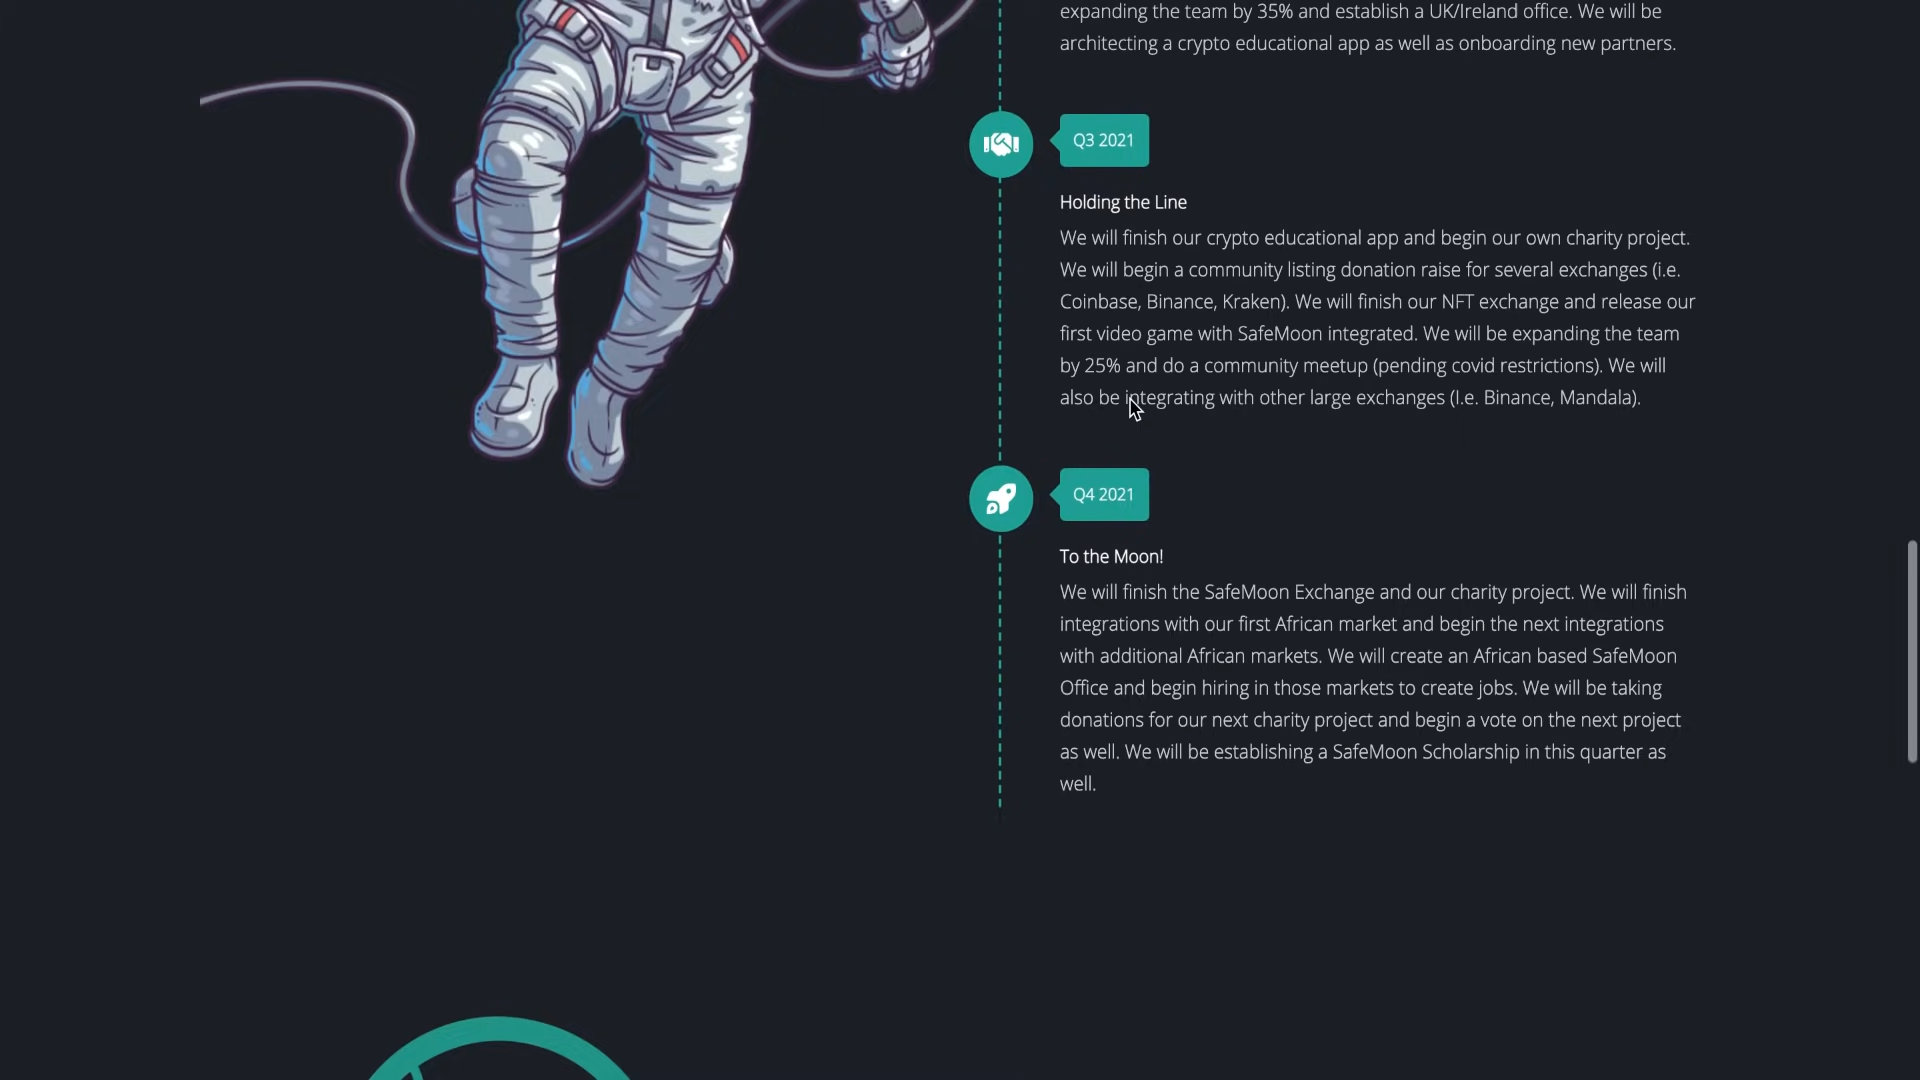 expanding the team by 35% and establish a UK/Ireland office. We will be
architecting a crypto educational app as well as onboarding new partners.
Q3 2021
Holding the Line
We will finish our crypto educational app and begin our own charity project.
We will begin a community listing donation raise for several exchanges (i.e.
Coinbase, Binance, Kraken). We will finish our NFT exchange and release our
first video game with SafeMoon integrated. We will be expanding the team
by 25% and do a community meetup (pending covid restrictions). We will
also be integrating with other large exchanges (I.e. Binance, Mandala).
Q4 2021
To the Moon!
We will finish the SafeMoon Exchange and our charity project. We will finish
integrations with our first African market and begin the next integrations
with additional African markets. We will create an African based SafeMoon
Office and begin hiring in those markets to create jobs. We will be taking
donations for our next charity project and begin a vote on the next project
as well. We will be establishing a SafeMoon Scholarship in this quarter as
well.